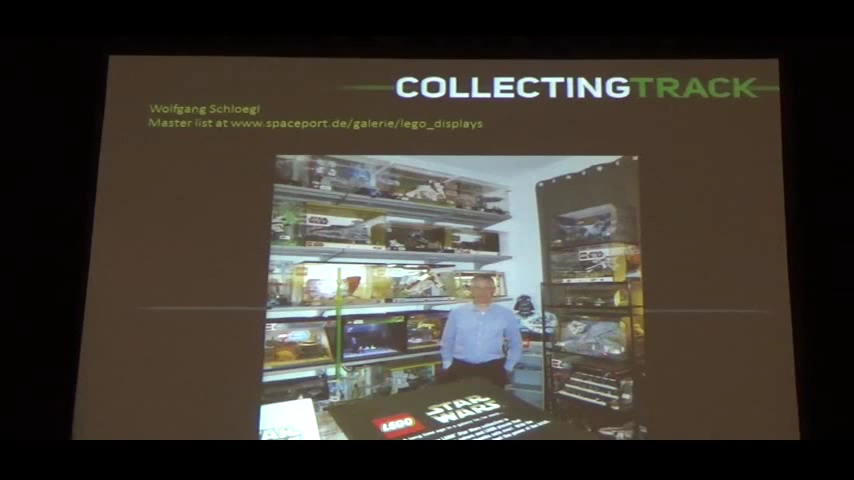 COLLECTINGTRACK
Wolfgang Schloegl
Master list at www.spaceport.de/galerie/lego_displays
STAR
WARS
LEGO